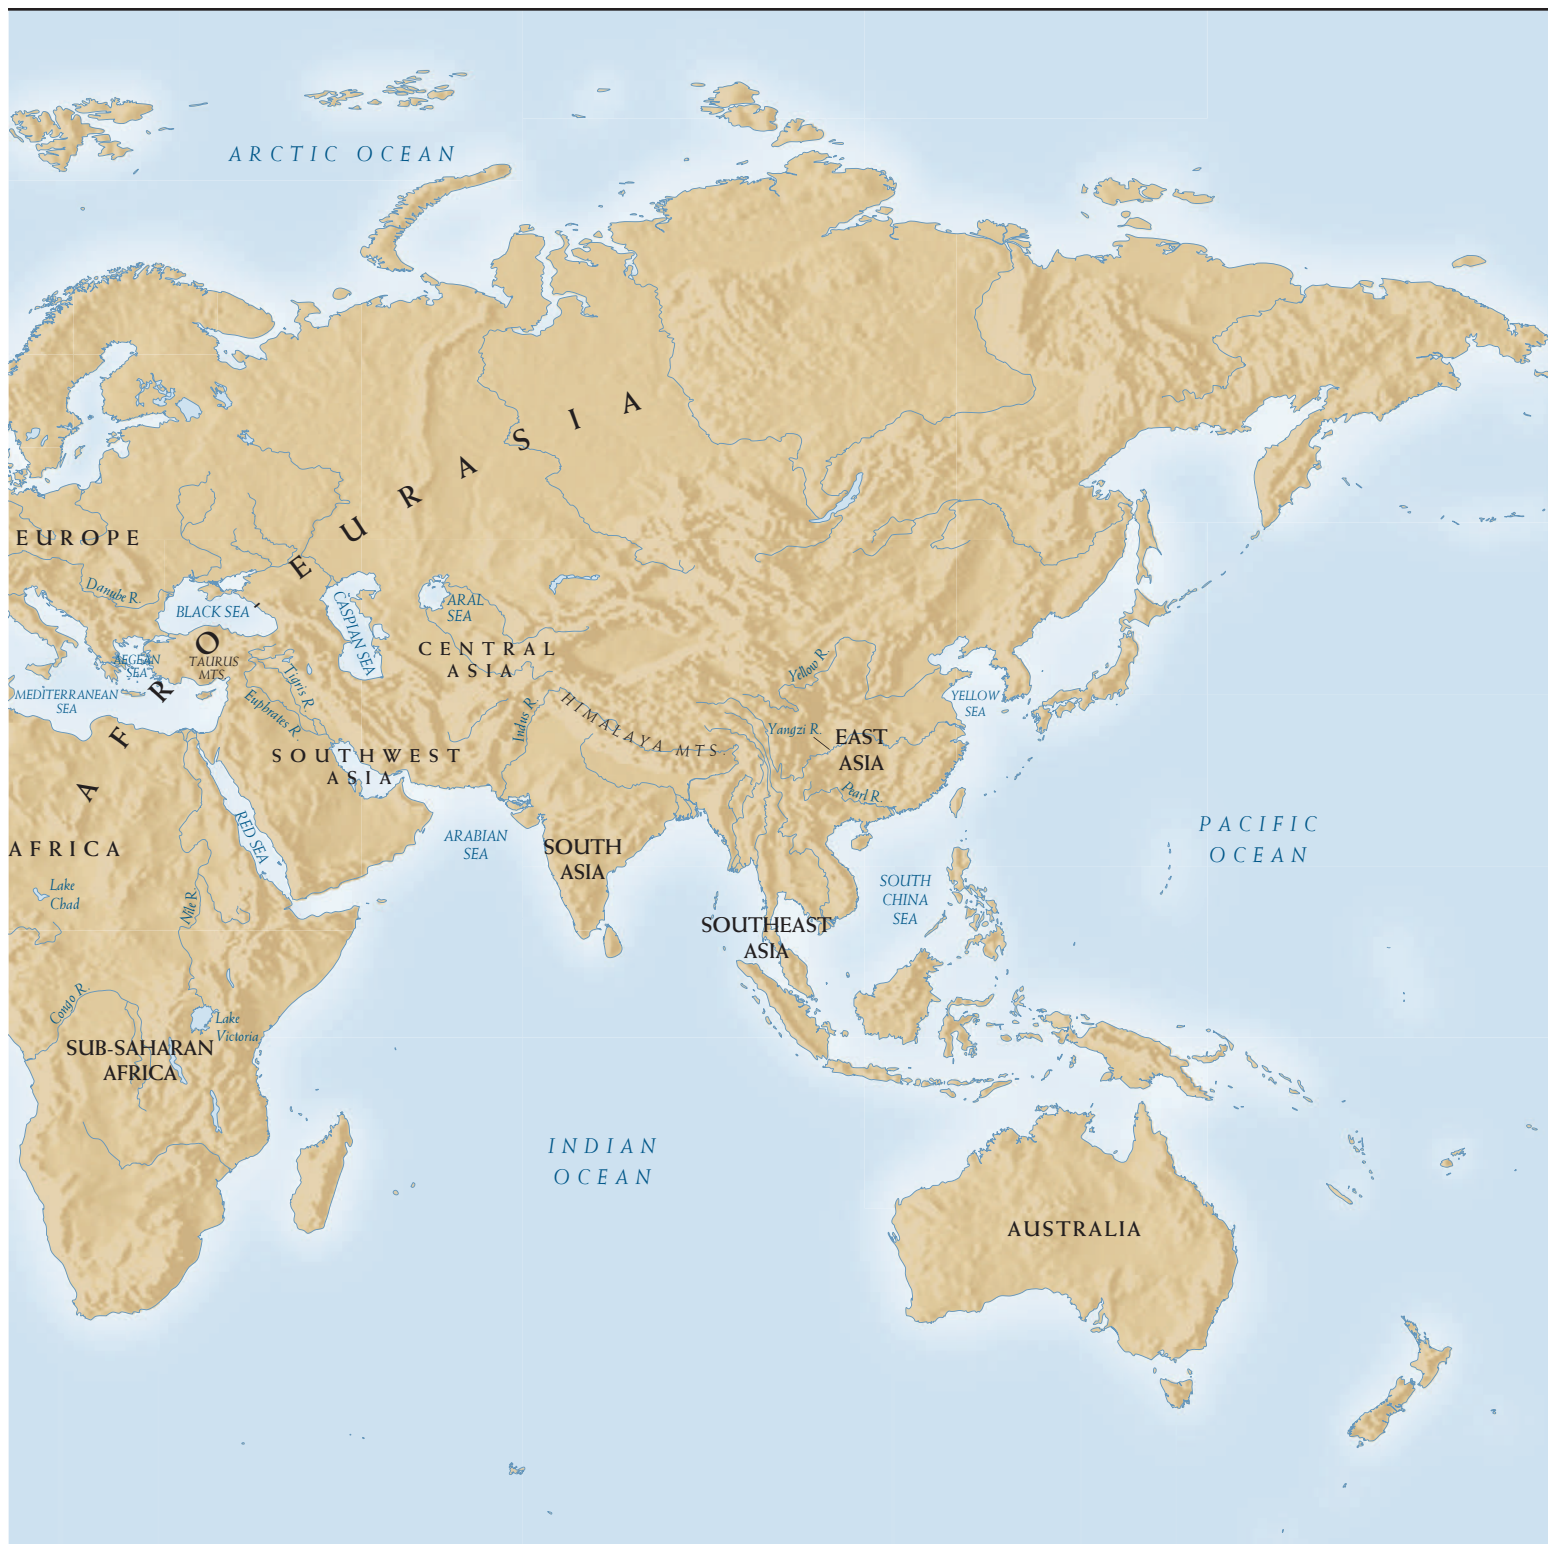 ARCTIC OCEAN
AFRO-EURASIA
EUROPE
Danube R.
BLACK SEA
CASPIAN SEA
ARAL
SEA
CENTRAL
ASIA
AEGEAN
SEA
TAURUS
MTS.
MEDITERRANEAN
SEA
Tigris R.
Euphrates R.
SOUTHWEST
ASIA
Indus R.
HIMALAYA MTS.
Yellow R.
YELLOW
SEA
Yangzi R.
EAST
ASIA
Pearl R.
RED SEA
ARABIAN
SEA
SOUTH
ASIA
PACIFIC
OCEAN
AFRICA
Lake
Chad
Nile R.
SOUTH
CHINA
SEA
SOUTHEAST
ASIA
Congo R.
Lake
Victoria
SUB-SAHARAN
AFRICA
INDIAN
OCEAN
AUSTRALIA